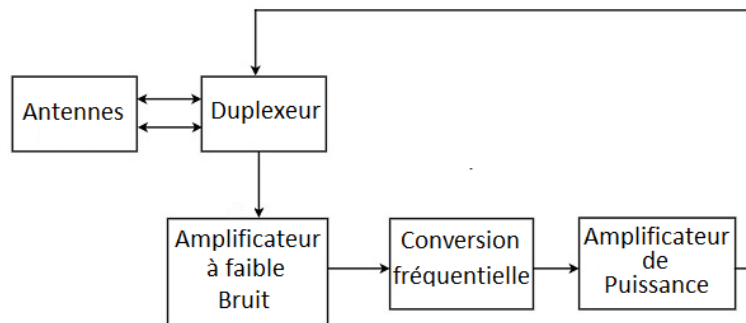 Antennes
Duplexeur
Amplificateur
à faible
Bruit
Conversion
fréquentielle
Amplificateur
de
Puissance